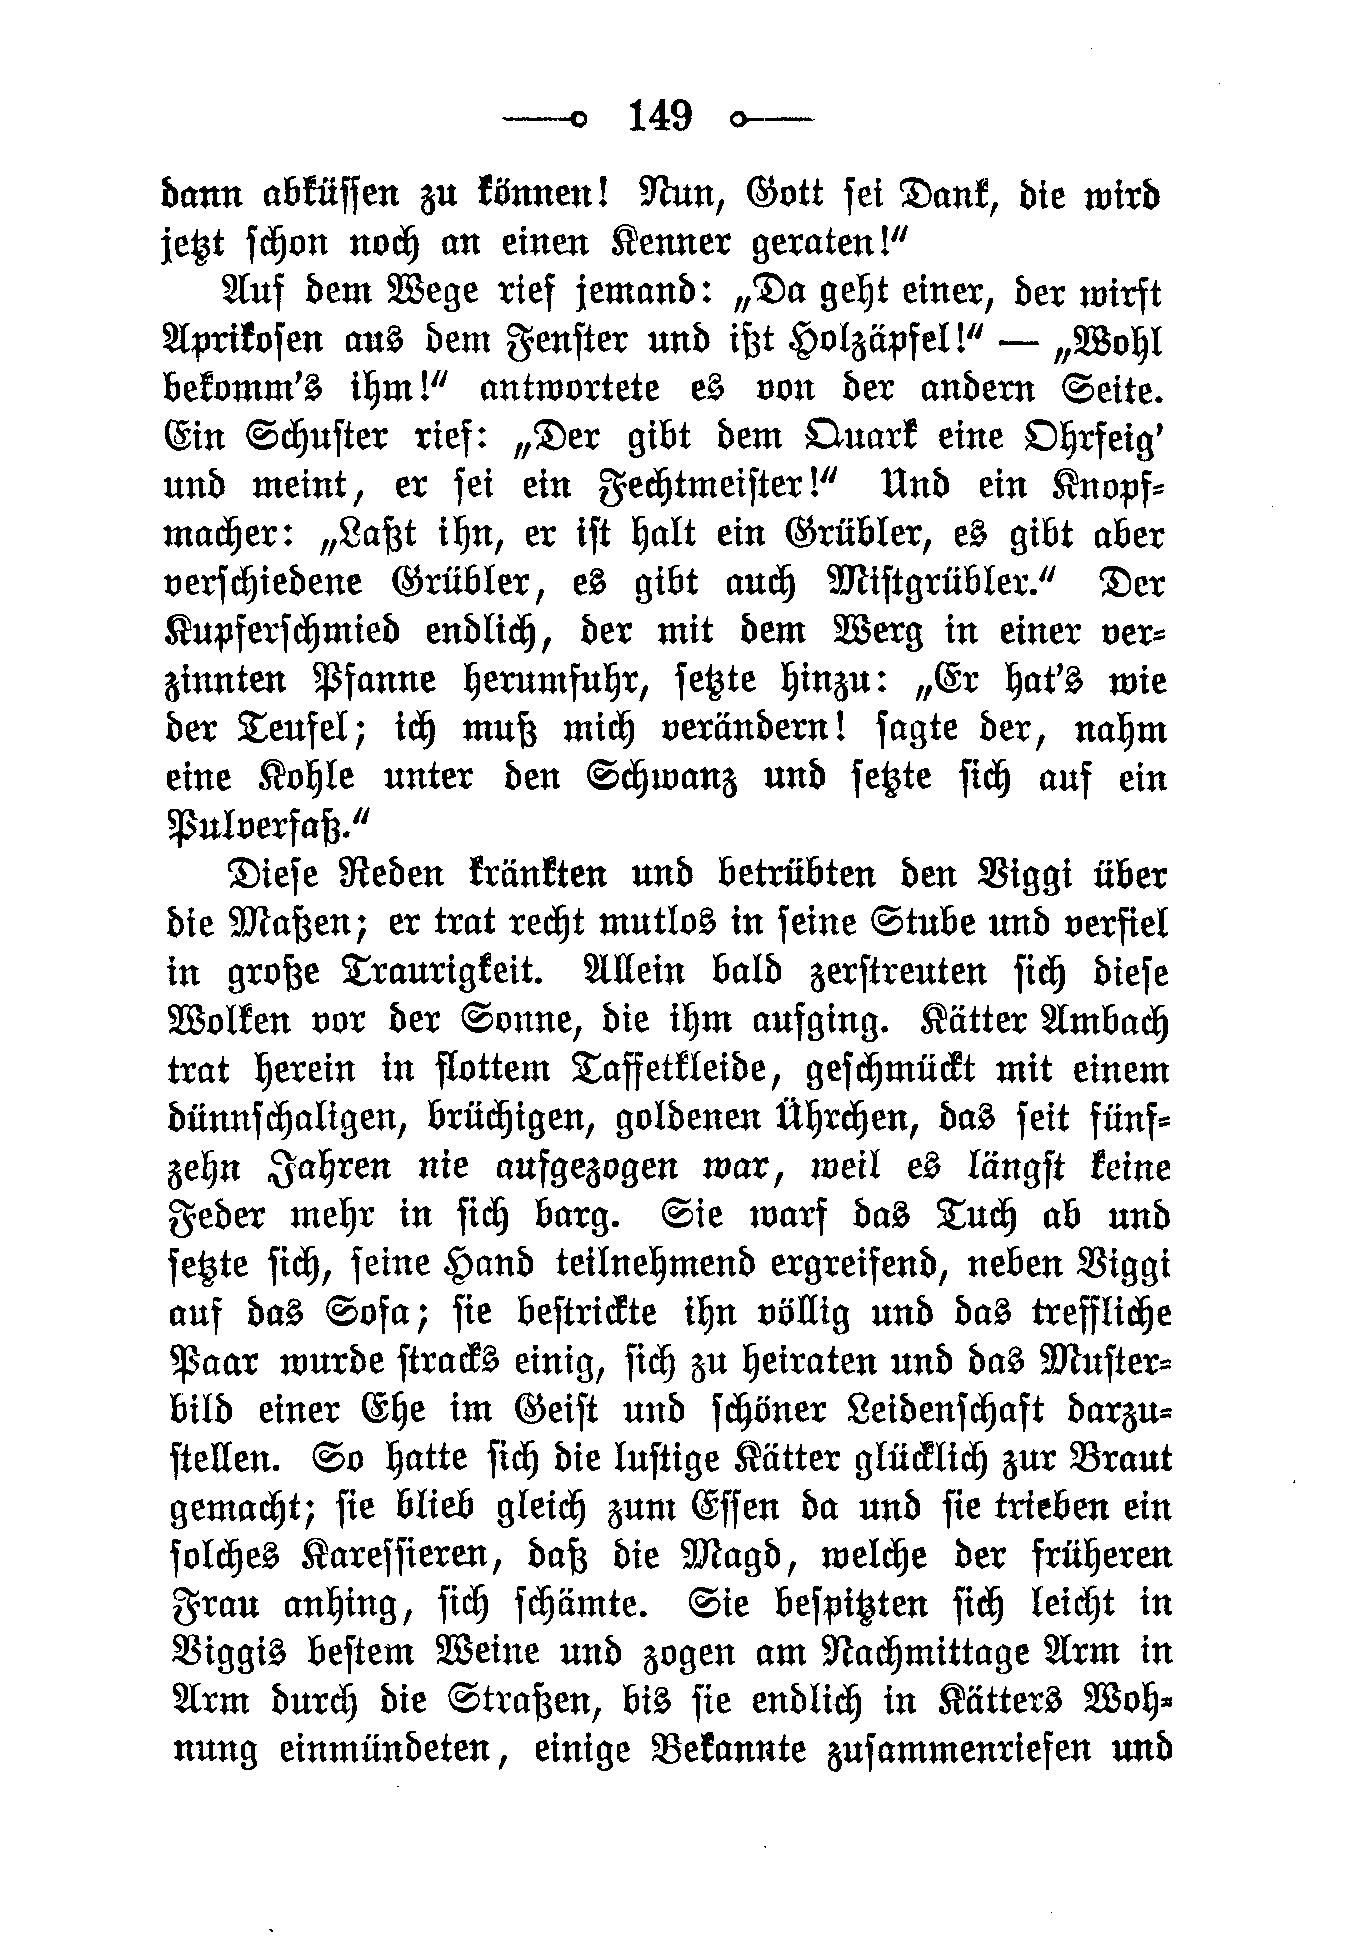 149
dann abküssen zu können! Nun, Gott sei Dank, die wird
jetzt schon noch an einen Kenner geraten!“
Auf dem Wege rief jemand: „Da geht einer, der wirft
Aprikosen aus dem Fenster und ißt Holzäpfel!“ — „Wohl
bekomm's ihm!“ antwortete es von der andern Seite.
Ein Schuster rief: „Der gibt dem Quark eine Ohrfeig'
und meint, er sei ein Fechtmeister!“ Und ein Knopf-
macher: „Laßt ihn, er ist halt ein Grübler, es gibt aber
verschiedene Grübler, es gibt auch Mistgrübler.“ Der
Kupferschmied endlich, der mit dem Werg in einer ver-
zinnten Pfanne herumfuhr, setzte hinzu: „Er hat's wie
der Teufel; ich muß mich verändern! sagte der, nahm
eine Kohle unter den Schwanz und setzte sich auf ein
Pulverfaß.“
Diese Reden kränkten und betrübten den Viggi über
die Maßen; er trat recht mutlos in seine Stube und verfiel
in große Traurigkeit. Allein bald zerstreuten sich diese
Wolken vor der Sonne, die ihm aufging. Kätter Ambach
trat herein in flottem Taffetkleide, geschmückt mit einem
dünnschaligen, brüchigen, goldenen Ührchen, das seit fünf-
zehn Jahren nie aufgezogen war, weil es längst keine
Feder mehr in sich barg. Sie warf das Tuch ab und
setzte sich, seine Hand teilnehmend ergreifend, neben Viggi
auf das Sofa; sie bestrickte ihn völlig und das treffliche
Paar wurde stracks einig, sich zu heiraten und das Muster-
bild einer Ehe im Geist und schöner Leidenschaft darzu-
stellen. So hatte sich die lustige Kätter glücklich zur Braut
gemacht; sie blieb gleich zum Essen da und sie trieben ein
solches Karessieren, daß die Magd, welche der früheren
Frau anhing, sich schämte. Sie bespitzten sich leicht in
Viggis bestem Weine und zogen am Nachmittage Arm in
Arm durch die Straßen, bis sie endlich in Kätters Woh-
nung einmündeten, einige Bekannte zusammenriefen und